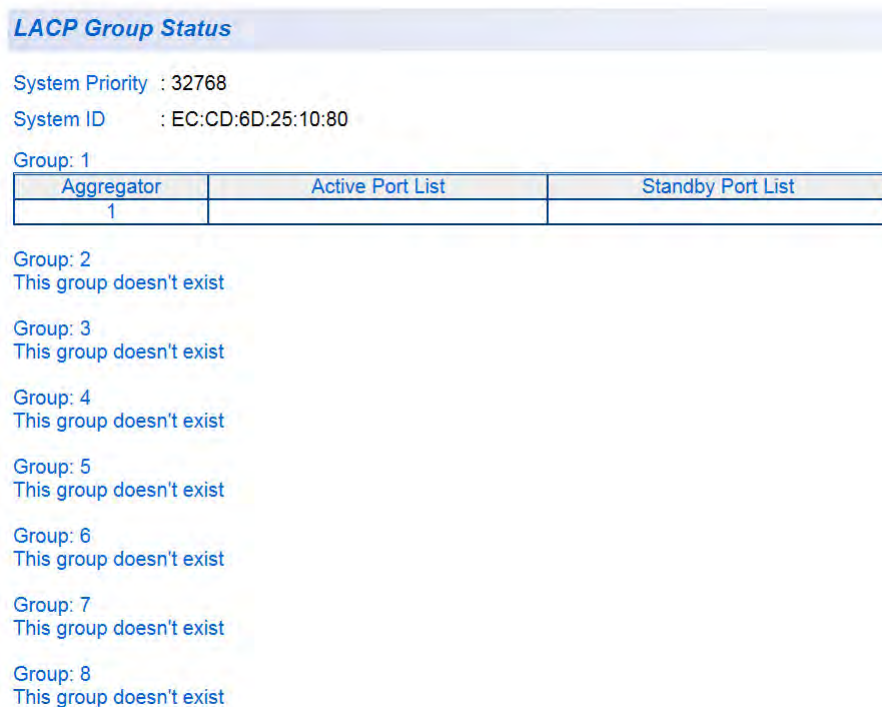 LACP Group Status
System Priority : 32768
System ID : EC:CD:6D:25:10:80
Group: 1
Aggregator Active Port List Standby Port List
1
Group: 2
This group doesn't exist
Group: 3
This group doesn't exist
Group: 4
This group doesn't exist
Group: 5
This group doesn't exist
Group: 6
This group doesn't exist
Group: 7
This group doesn't exist
Group: 8
This group doesn't exist